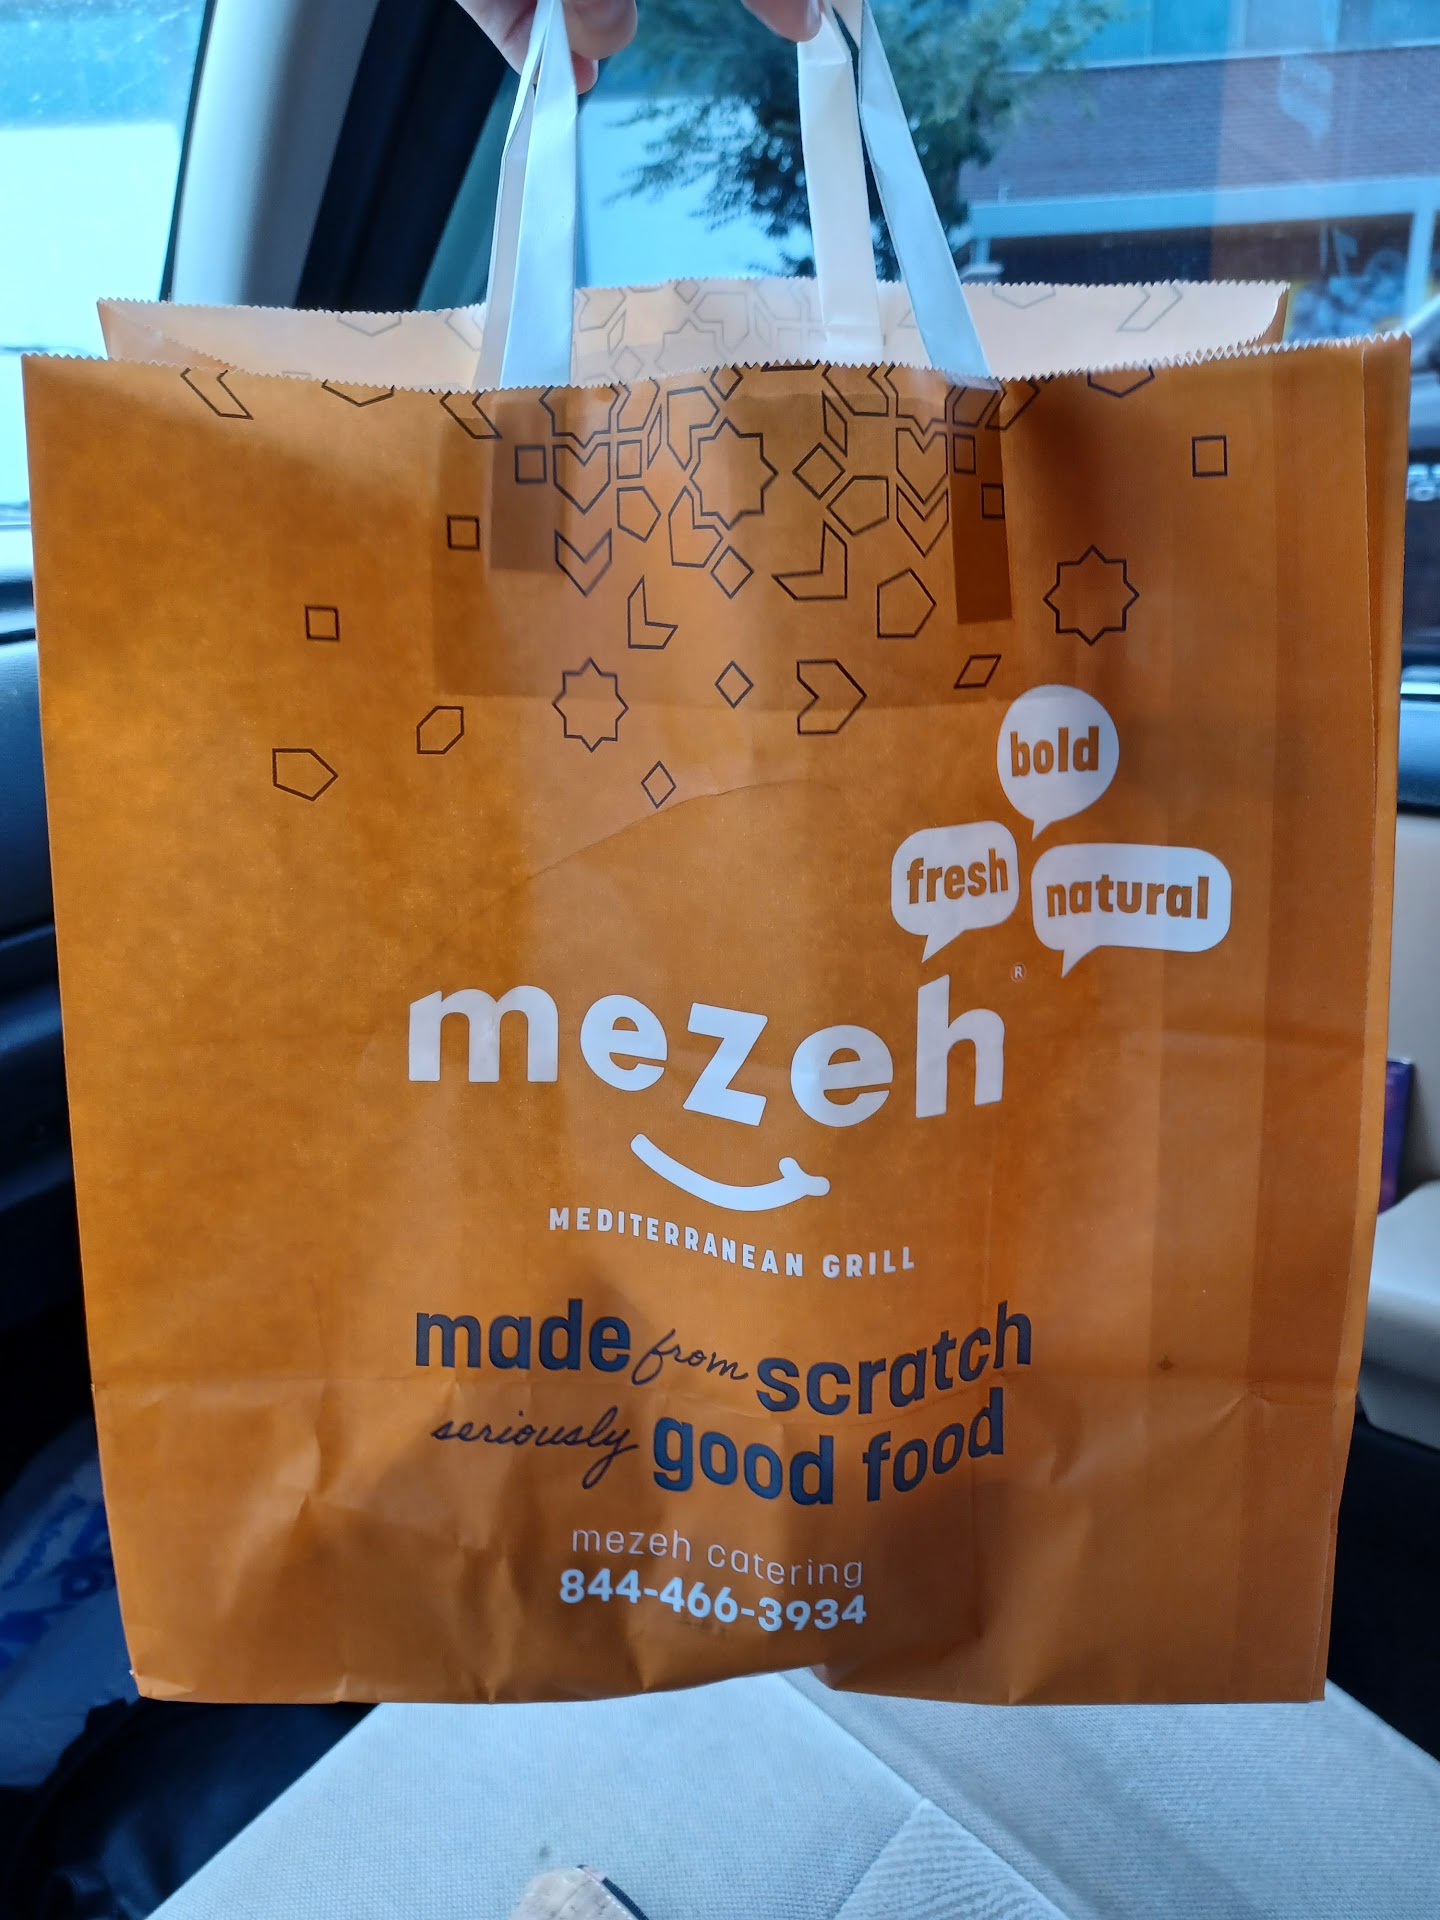 bold
fresh
natural
mezeh®
MEDITERRANEAN GRILL
made from scratch
seriously good food
mezeh catering
844-466-3934